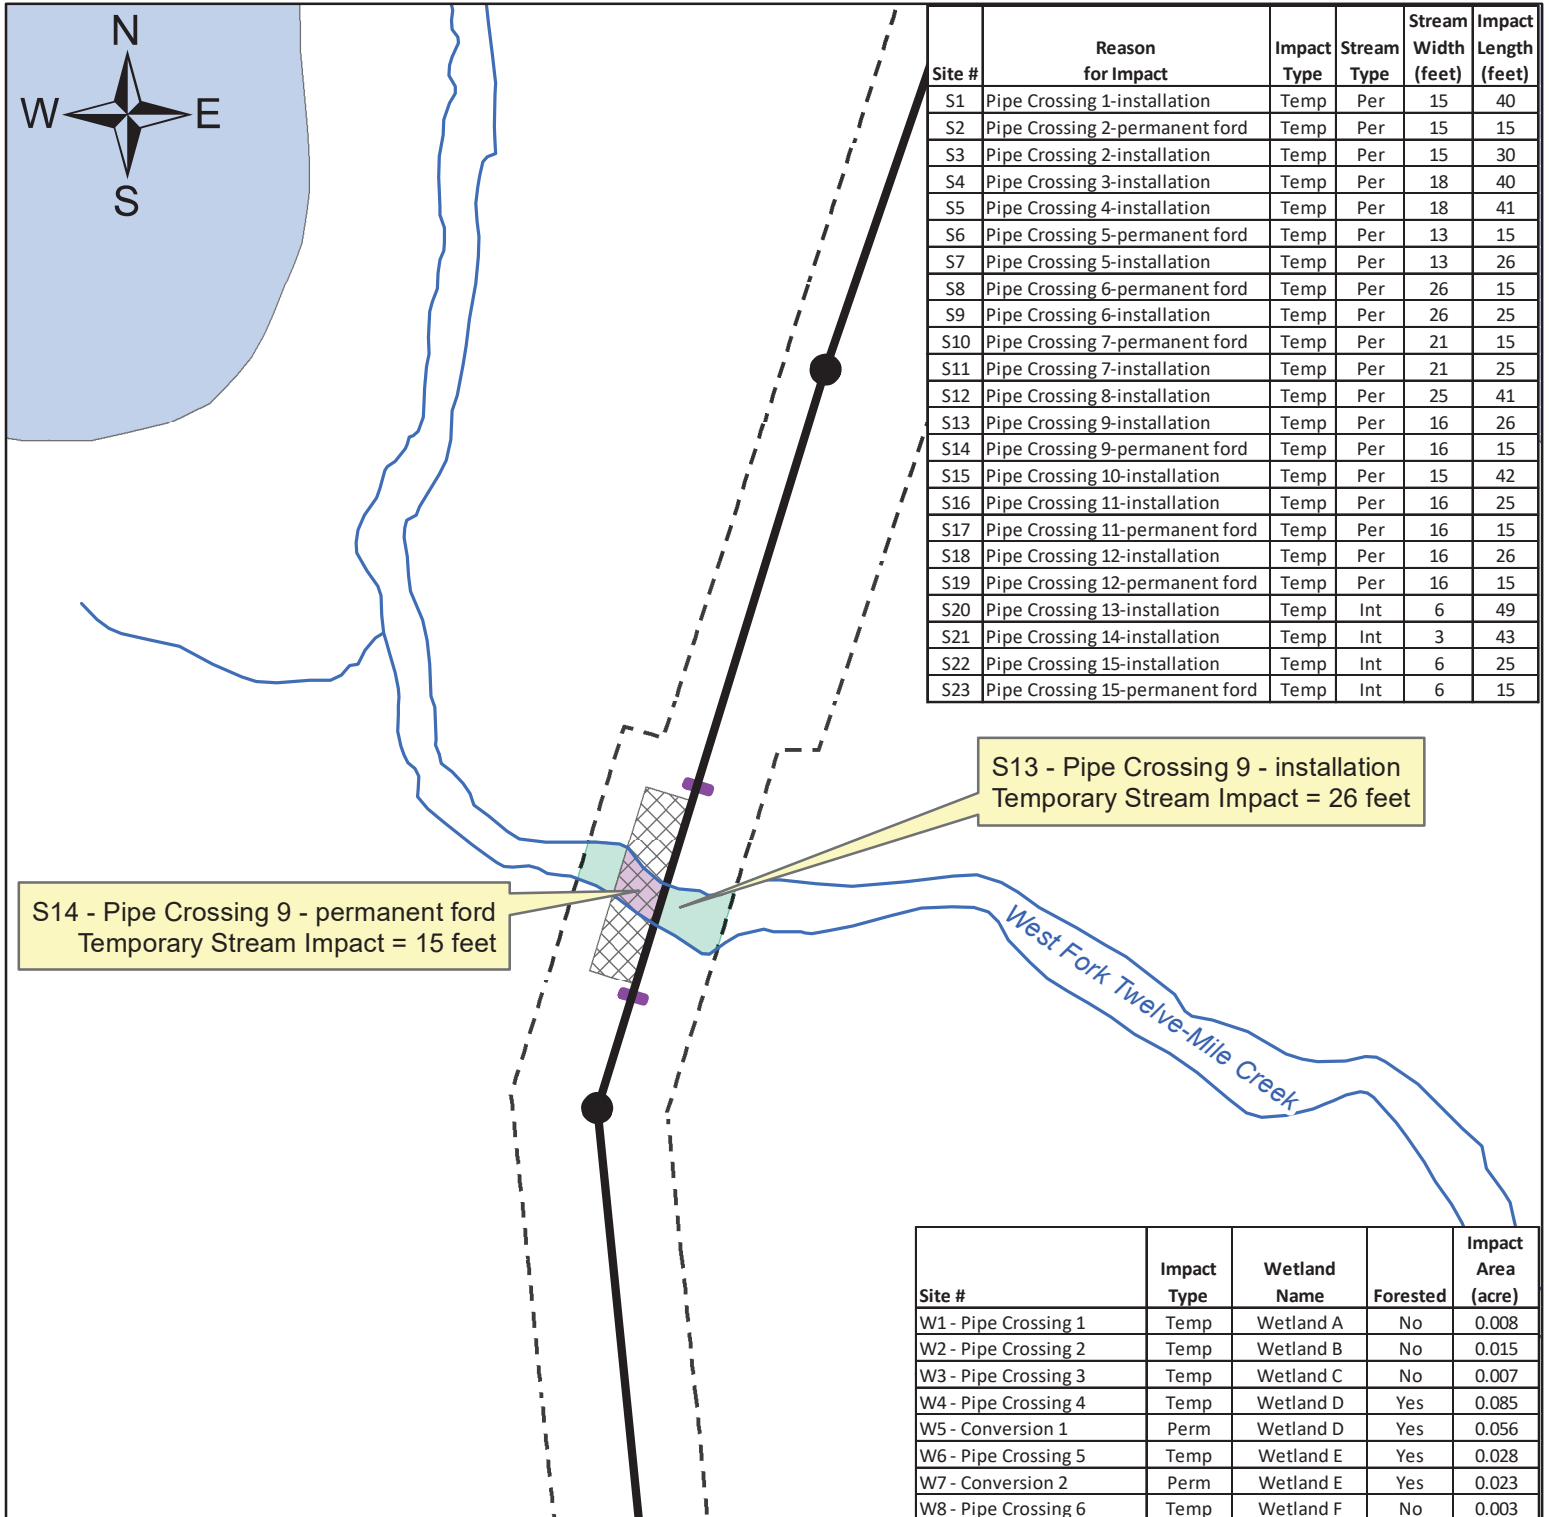 N
W E
S
Site # Reason for Impact Impact Type Stream Type Stream Width (feet) Impact Length (feet)
S1 Pipe Crossing 1-installation Temp Per 15 40
S2 Pipe Crossing 2-permanent ford Temp Per 15 15
S3 Pipe Crossing 2-installation Temp Per 15 30
S4 Pipe Crossing 3-installation Temp Per 18 40
S5 Pipe Crossing 4-installation Temp Per 18 41
S6 Pipe Crossing 5-permanent ford Temp Per 13 15
S7 Pipe Crossing 5-installation Temp Per 13 26
S8 Pipe Crossing 6-permanent ford Temp Per 26 15
S9 Pipe Crossing 6-installation Temp Per 26 25
S10 Pipe Crossing 7-permanent ford Temp Per 21 15
S11 Pipe Crossing 7-installation Temp Per 21 25
S12 Pipe Crossing 8-installation Temp Per 25 41
S13 Pipe Crossing 9-installation Temp Per 16 26
S14 Pipe Crossing 9-permanent ford Temp Per 16 15
S15 Pipe Crossing 10-installation Temp Per 15 42
S16 Pipe Crossing 11-installation Temp Per 16 25
S17 Pipe Crossing 11-permanent ford Temp Per 16 15
S18 Pipe Crossing 12-installation Temp Per 16 26
S19 Pipe Crossing 12-permanent ford Temp Per 16 15
S20 Pipe Crossing 13-installation Temp Int 6 49
S21 Pipe Crossing 14-installation Temp Int 3 43
S22 Pipe Crossing 15-installation Temp Int 6 25
S23 Pipe Crossing 15-permanent ford Temp Int 6 15
S13 - Pipe Crossing 9 - installation
Temporary Stream Impact = 26 feet
S14 - Pipe Crossing 9 - permanent ford
Temporary Stream Impact = 15 feet
West Fork Twelve-Mile Creek
Site # Impact Type Wetland Name Forested Impact Area (acre)
W1 - Pipe Crossing 1 Temp Wetland A No 0.008
W2 - Pipe Crossing 2 Temp Wetland B No 0.015
W3 - Pipe Crossing 3 Temp Wetland C No 0.007
W4 - Pipe Crossing 4 Temp Wetland D Yes 0.085
W5 - Conversion 1 Perm Wetland D Yes 0.056
W6 - Pipe Crossing 5 Temp Wetland E Yes 0.028
W7 - Conversion 2 Perm Wetland E Yes 0.023
W8 - Pipe Crossing 6 Temp Wetland F No 0.003